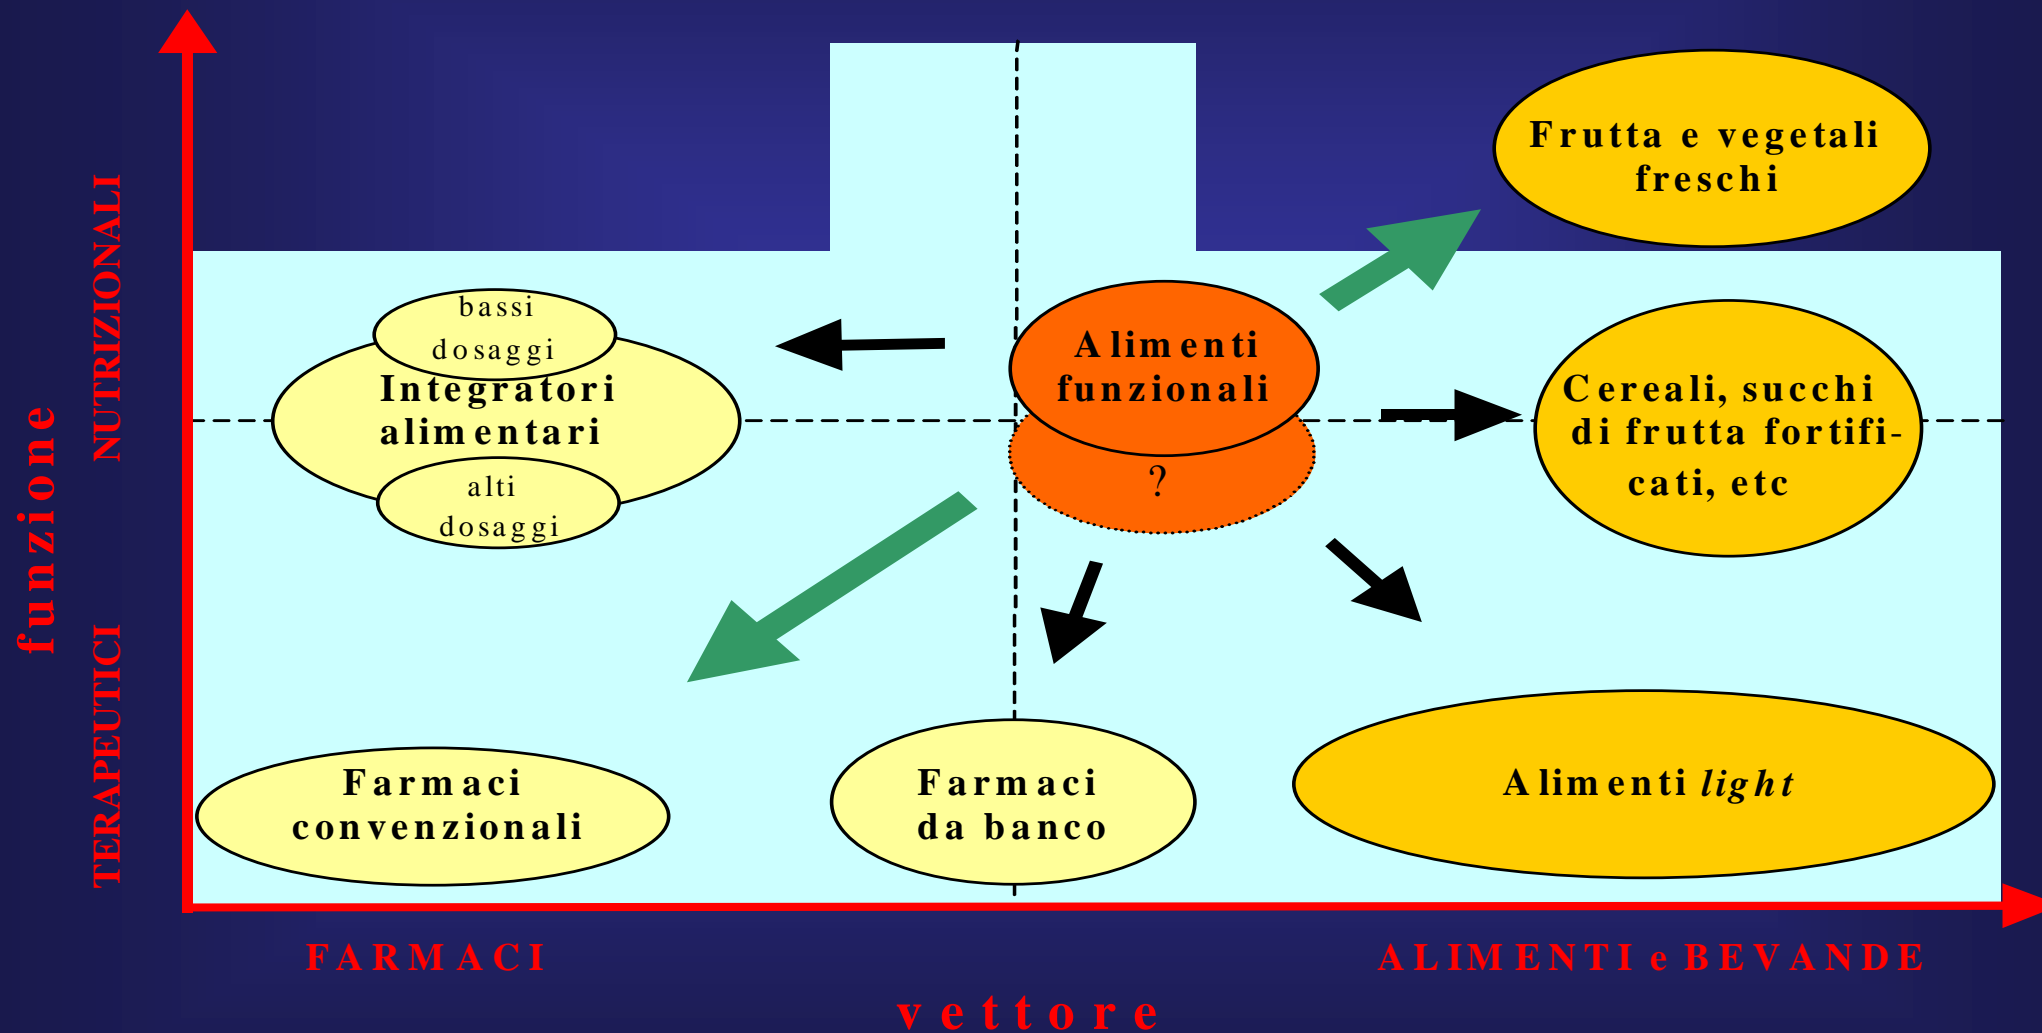 funzione
NUTRIZIONALI
TERAPEUTICI
Frutta e vegetali
freschi
bassi
dosaggi
Integratori
alimentari
alti
dosaggi
Alimenti
funzionali
?
Cereali, succhi
di frutta fortifi-
cati, etc
Farmaci
convenzionali
Farmaci
da banco
Alimenti light
FARMACI
ALIMENTI e BEVANDE
vettore